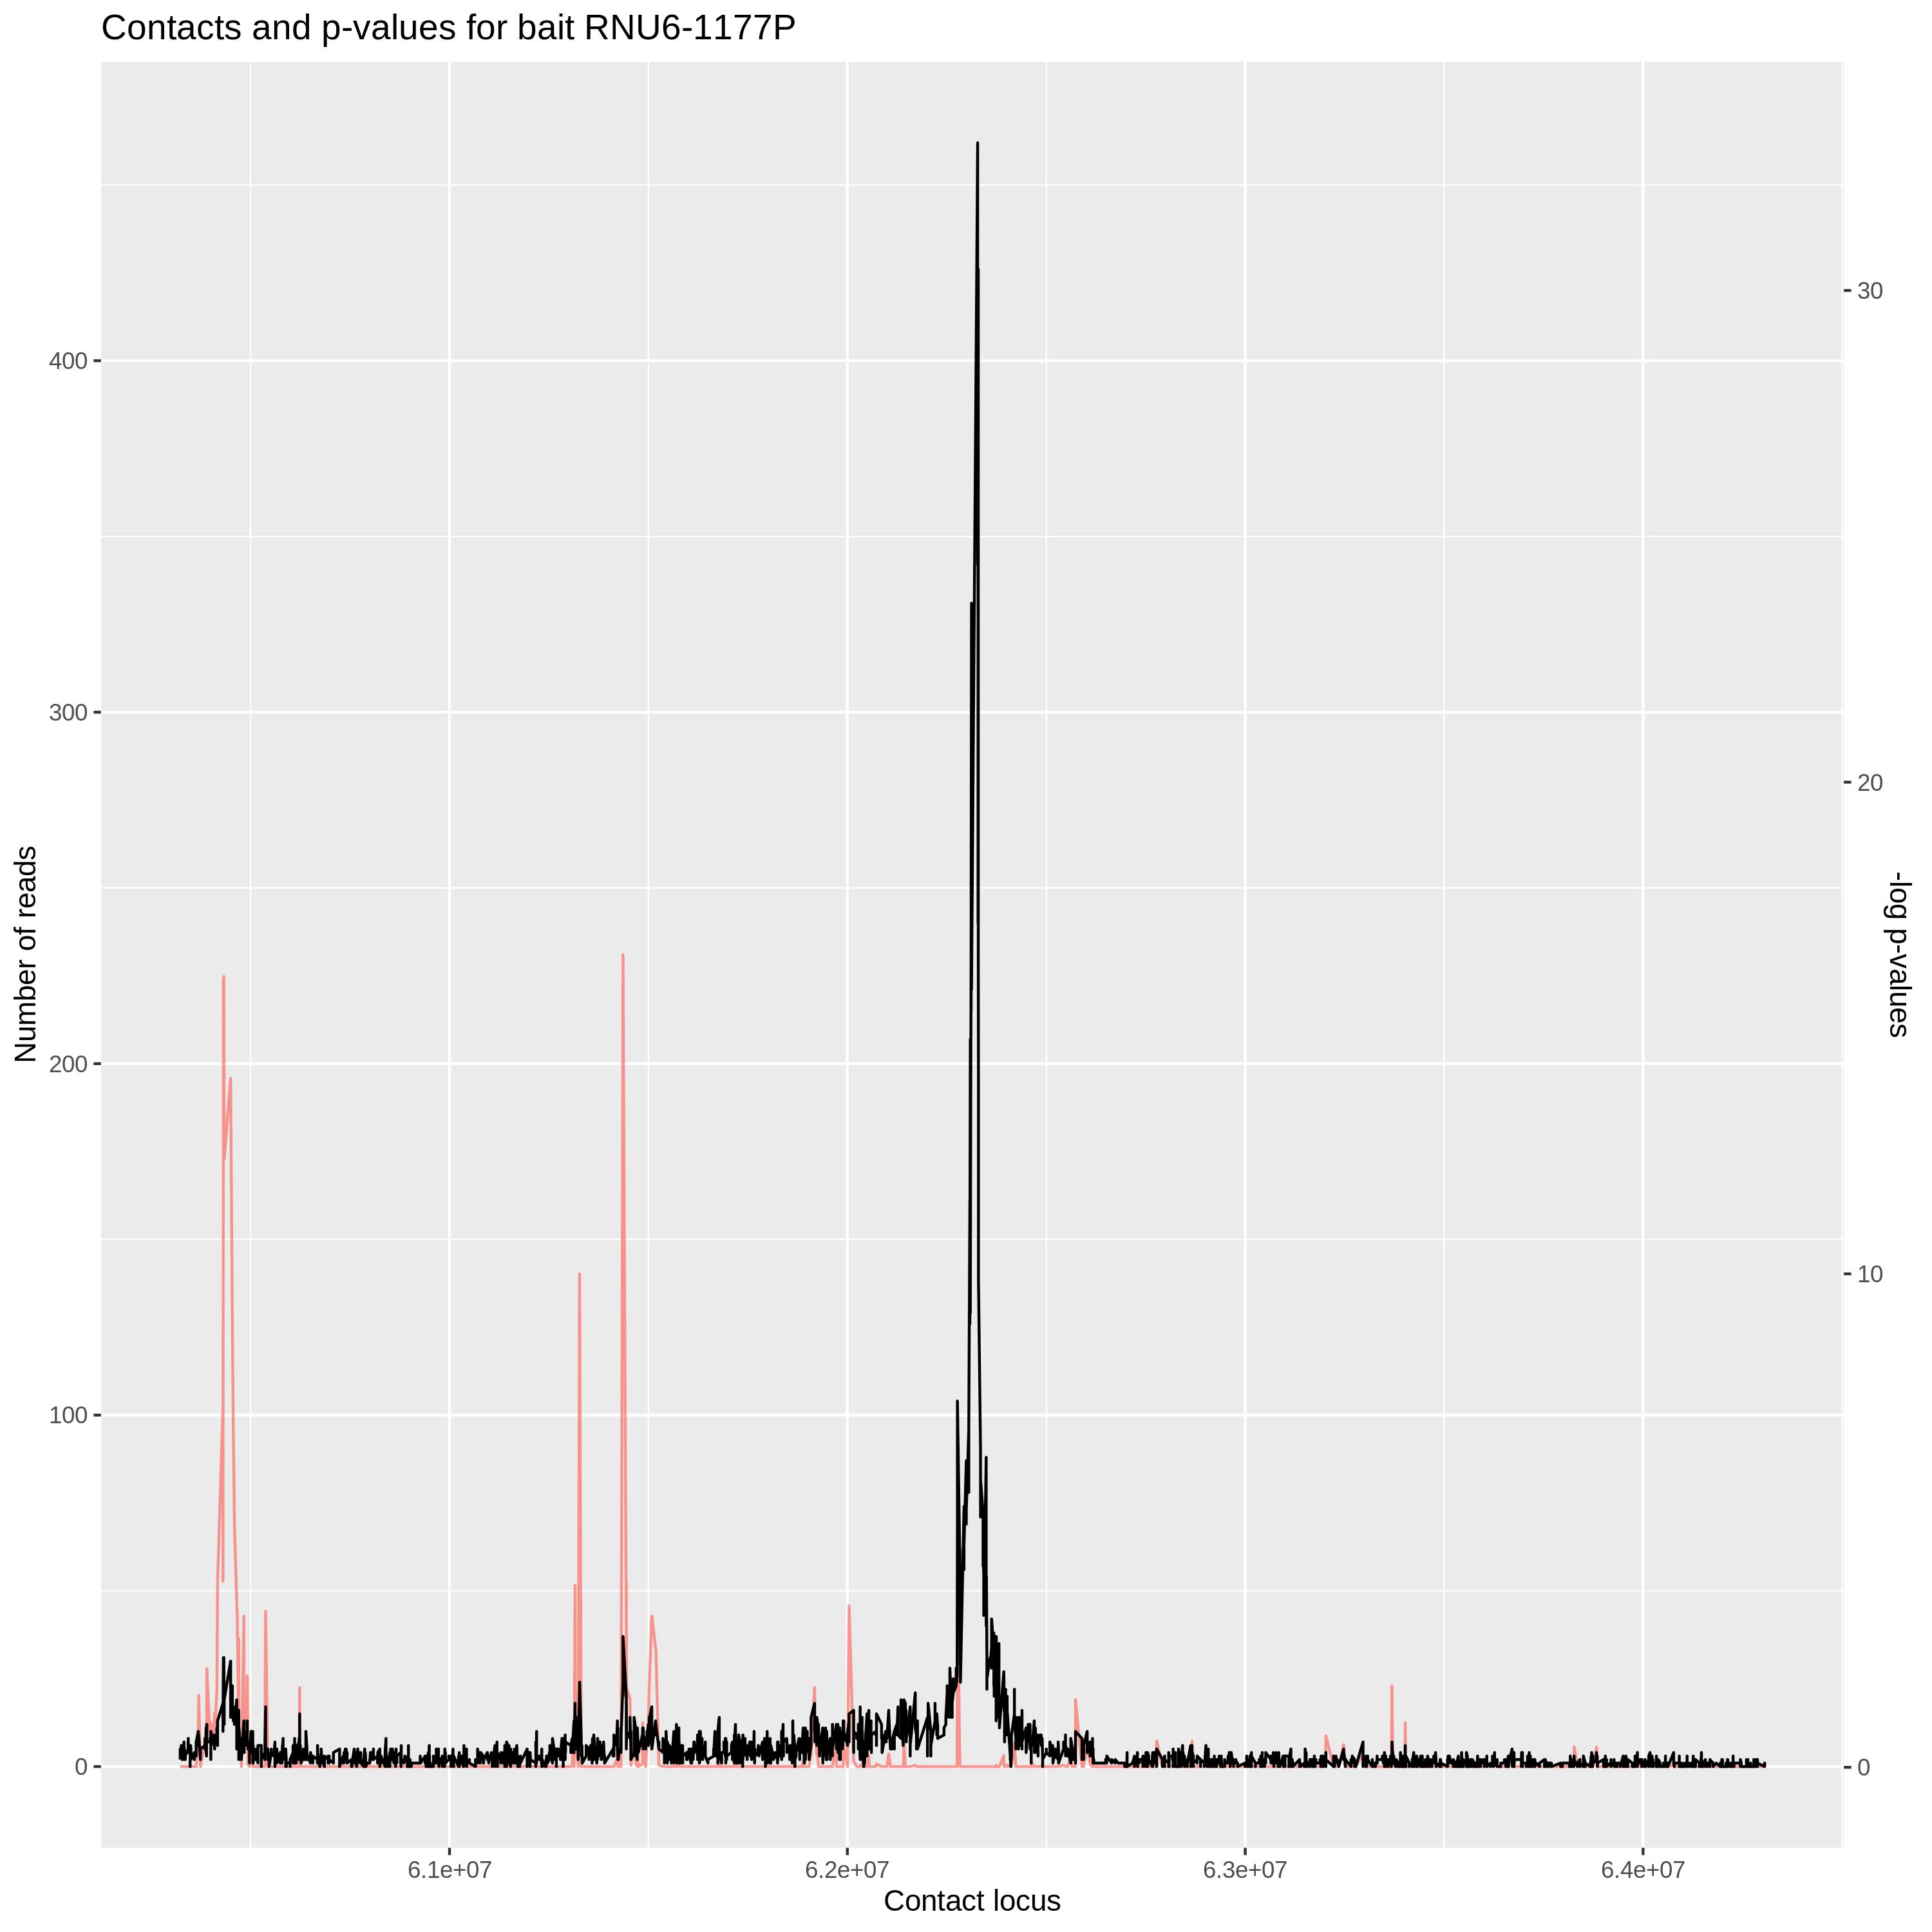 Contacts and p-values for bait RNU6-1177P
400
300
200
100
0
Number of reads
30
20
10
0
-log p-values
6.1e+07
6.2e+07
6.3e+07
6.4e+07
Contact locus